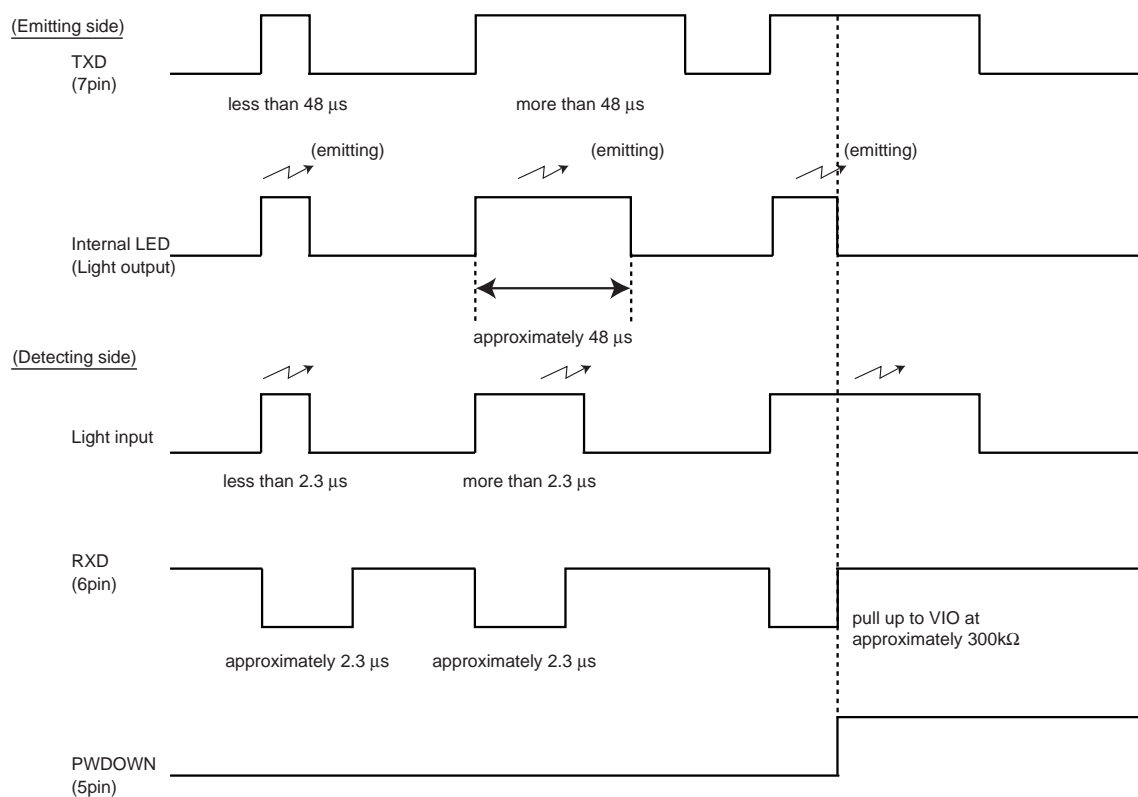 (Emitting side)
TXD
(7pin)
less than 48 μs
more than 48 μs
(emitting)
(emitting)
(emitting)
Internal LED
(Light output)
approximately 48 μs
(Detecting side)
Light input
less than 2.3 μs
more than 2.3 μs
RXD
(6pin)
pull up to VIO at
approximately 300kΩ
approximately 2.3 μs
approximately 2.3 μs
PWDOWN
(5pin)